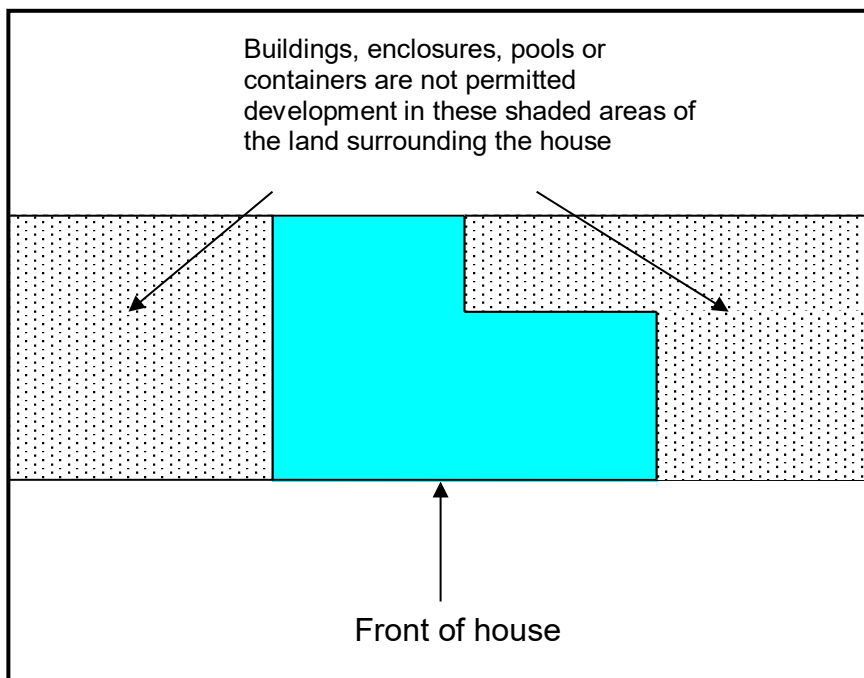 Buildings, enclosures, pools or
containers are not permitted
development in these shaded areas of
the land surrounding the house
Front of house